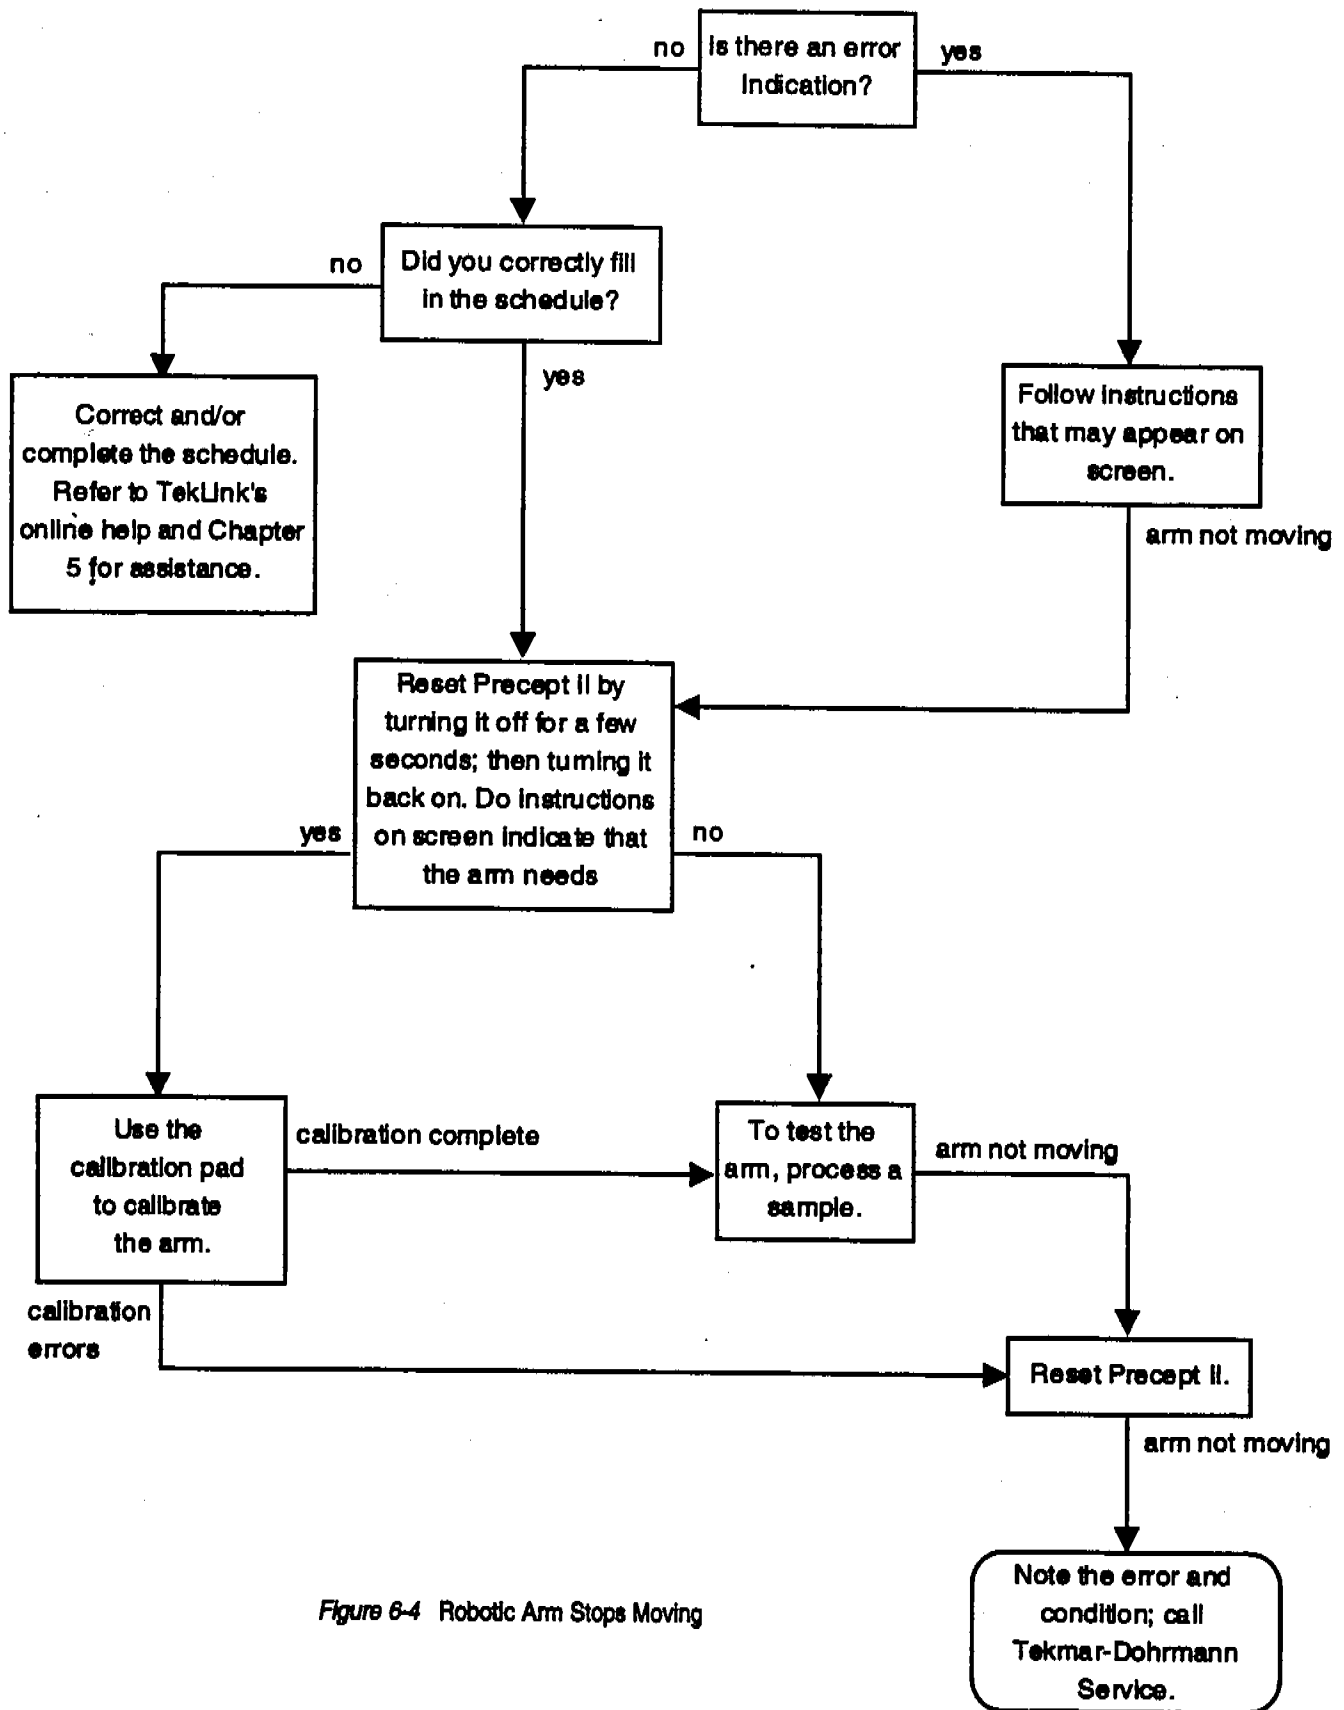 no
Is there an error
Indication?
yes
no
Did you correctly fill
in the schedule?
yes
Correct and/or
complete the schedule.
Refer to TekLink's
online help and Chapter
5 for assistance.
Follow instructions
that may appear on
screen.
arm not moving
Reset Precept II by
turning it off for a few
seconds; then turning it
back on. Do instructions
on screen indicate that
the arm needs
yes
no
Use the
calibration pad
to calibrate
the arm.
calibration complete
To test the
arm, process a
sample.
arm not moving
calibration
errors
Reset Precept II.
arm not moving
Note the error and
condition; call
Tekmar-Dohrmann
Service.
Figure 6-4 Robotic Arm Stops Moving